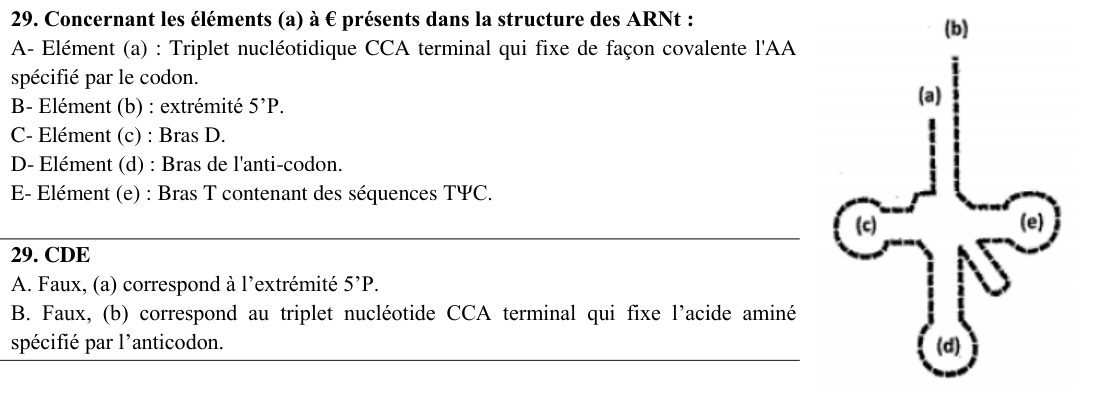 29. Concernant les éléments (a) à € présents dans la structure des ARNt :
A- Elément (a) : Triplet nucléotidique CCA terminal qui fixe de façon covalente l'AA
spécifié par le codon.
B- Elément (b) : extrémité 5’P.
C- Elément (c) : Bras D.
D- Elément (d) : Bras de l'anti-codon.
E- Elément (e) : Bras T contenant des séquences TΨC.
29. CDE
A. Faux, (a) correspond à l’extrémité 5’P.
B. Faux, (b) correspond au triplet nucléotide CCA terminal qui fixe l’acide aminé
spécifié par l’anticodon.
(b)
(a)
(c)
(e)
(d)